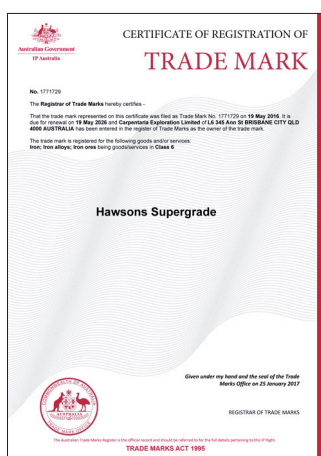 Australian Government
IP Australia
CERTIFICATE OF REGISTRATION OF
TRADE MARK
No. 1771729
The Registrar of Trade Marks hereby certifies -
That the trade mark represented on this certificate was filed as Trade Mark No. 1771729 on 19 May 2016. It is
due for renewal on 19 May 2026 and Carpentaria Exploration Limited of L6 345 Ann St BRISBANE CITY QLD
4000 AUSTRALIA has been entered in the register of Trade Marks as the owner of the trade mark.
The trade mark is registered for the following goods and/or services:
Iron; Iron alloys; Iron ores being goods/services in Class 6
Hawsons Supergrade
Given under my hand and the seal of the Trade
Marks Office on 25 January 2017
COMMONWEALTH OF AUSTRALIA
AUSTRALIA
TRADE MARKS OFFICE
REGISTRAR OF TRADE MARKS
The Australian Trade Marks Register is the official record and should be referred to for the full details pertaining to this IP Right.
TRADE MARKS ACT 1995